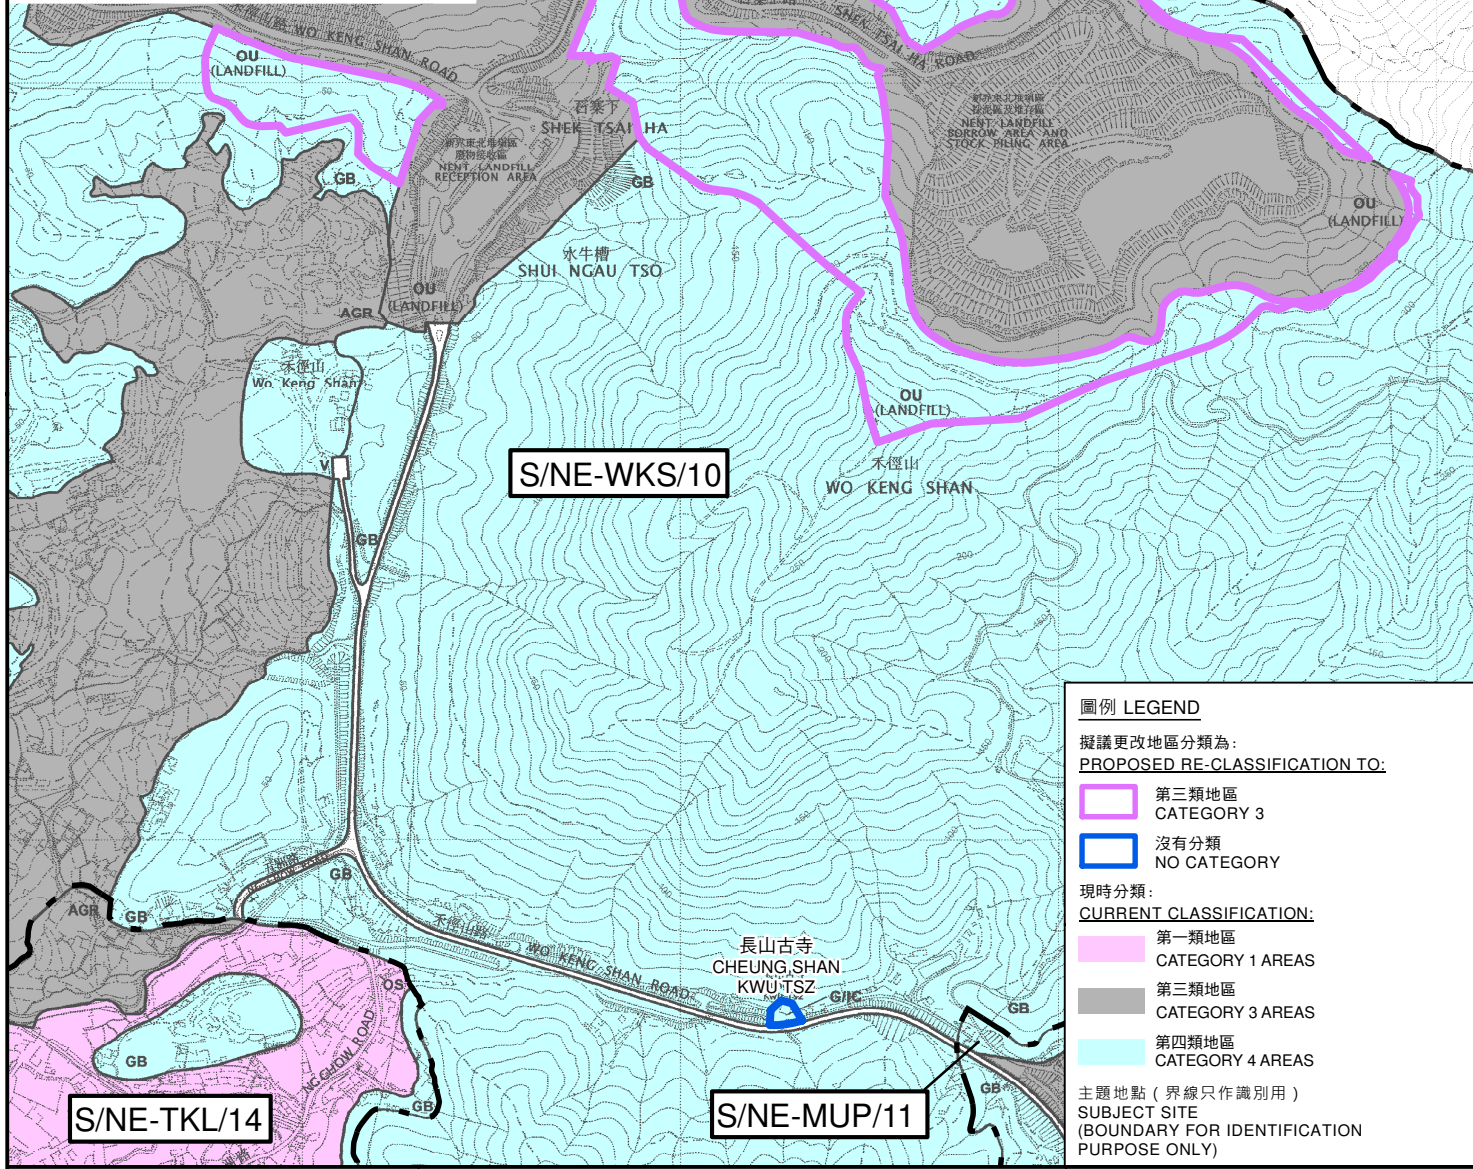 WO KENG SHAN ROAD
OU
(LANDFILL)
50
石寨下
SHEK TSAI HA
新界東北堆填區
廢物接收區
NENT LANDFILL
RECEPTION AREA
GB
GB
SHEK TSAI HA ROAD
新界東北堆填區
NENT LANDFILL
BORROW AREA AND
STOCK PILING AREA
150
OU
(LANDFILL)
水牛槽
SHUI NGAU TSO
150
OU
(LANDFILL)
AGR
禾徑山
Wo Keng Shan
V
GB
OU
(LANDFILL)
禾徑山
WO KENG SHAN
S/NE-WKS/10
200
GB
AGR
GB
禾徑山路
WO KENG SHAN ROAD
長山古寺
CHEUNG SHAN
KWU TSZ
G/IC
GB
GB
OS
NG CHOW ROAD
GB
GB
S/NE-TKL/14
S/NE-MUP/11
圖例 LEGEND
擬議更改地區分類為：
PROPOSED RE-CLASSIFICATION TO:
第三類地區
CATEGORY 3
沒有分類
NO CATEGORY
現時分類：
CURRENT CLASSIFICATION:
第一類地區
CATEGORY 1 AREAS
第三類地區
CATEGORY 3 AREAS
第四類地區
CATEGORY 4 AREAS
主題地點（界線只作識別用）
SUBJECT SITE
(BOUNDARY FOR IDENTIFICATION
PURPOSE ONLY)